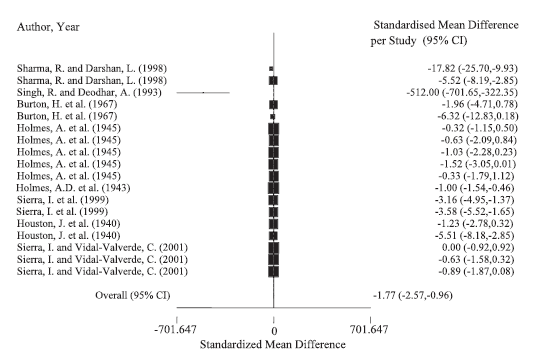 Author, Year Standardised Mean Difference
per Study (95% CI)
Sharma, R. and Darshan, L. (1998) -17.82 (-25.70,-9.93)
Sharma, R. and Darshan, L. (1998) -5.52 (-8.19,-2.85)
Singh, R. and Deodhar, A. (1993) -512.00 (-701.65,-322.35)
Burton, H. et al. (1967) -1.96 (-4.71,0.78)
Burton, H. et al. (1967) -6.32 (-12.83,0.18)
Holmes, A. et al. (1945) -0.32 (-1.15,0.50)
Holmes, A. et al. (1945) -0.63 (-2.09,0.84)
Holmes, A. et al. (1945) -1.03 (-2.28,0.23)
Holmes, A. et al. (1945) -1.52 (-3.05,0.01)
Holmes, A. et al. (1945) -0.33 (-1.79,1.12)
Holmes, A.D. et al. (1943) -1.00 (-1.54,-0.46)
Sierra, I. et al. (1999) -3.16 (-4.95,-1.37)
Sierra, I. et al. (1999) -3.58 (-5.52,-1.65)
Houston, J. et al. (1940) -1.23 (-2.78,0.32)
Houston, J. et al. (1940) -5.51 (-8.18,-2.85)
Sierra, I. and Vidal-Valverde, C. (2001) 0.00 (-0.92,0.92)
Sierra, I. and Vidal-Valverde, C. (2001) -0.63 (-1.58,0.32)
Sierra, I. and Vidal-Valverde, C. (2001) -0.89 (-1.87,0.08)
Overall (95% CI) -1.77 (-2.57,-0.96)
-701.647 0 701.647
Standardized Mean Difference